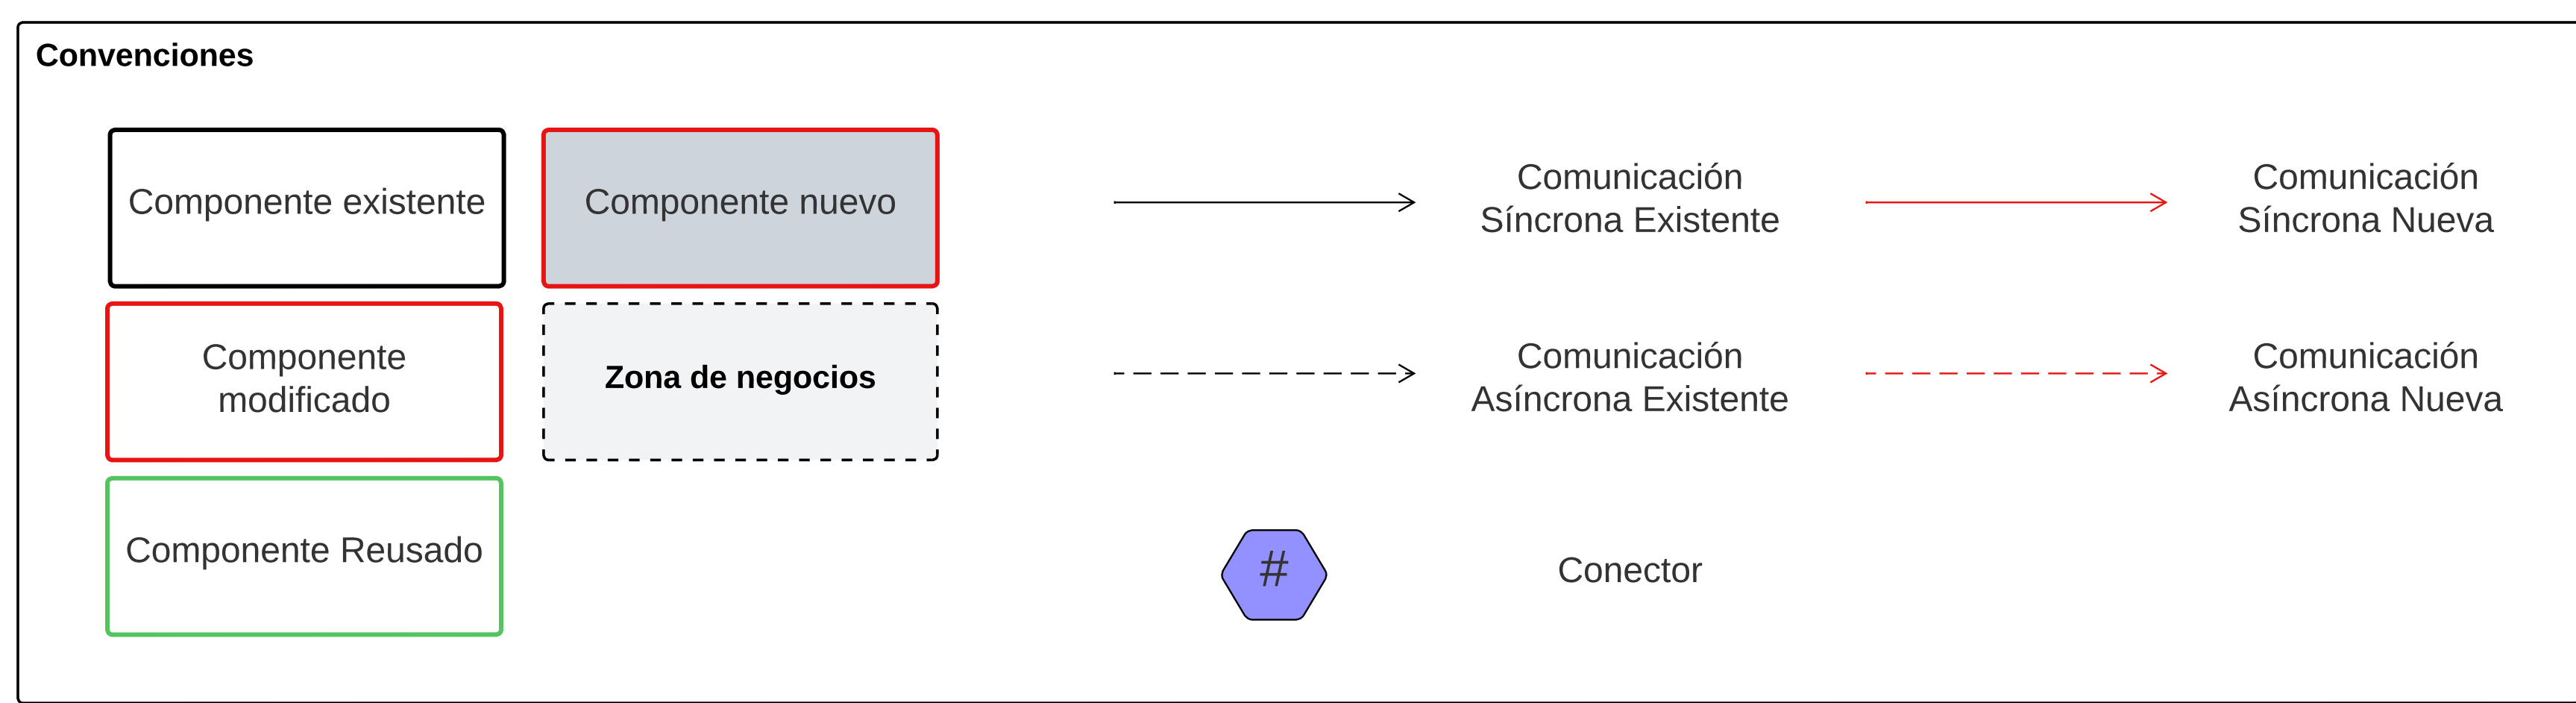 Convenciones
Componente existente
Componente nuevo
Comunicación
Síncrona Existente
Comunicación
Síncrona Nueva
Componente
modificado
Zona de negocios
Comunicación
Asíncrona Existente
Comunicación
Asíncrona Nueva
Componente Reusado
#
Conector